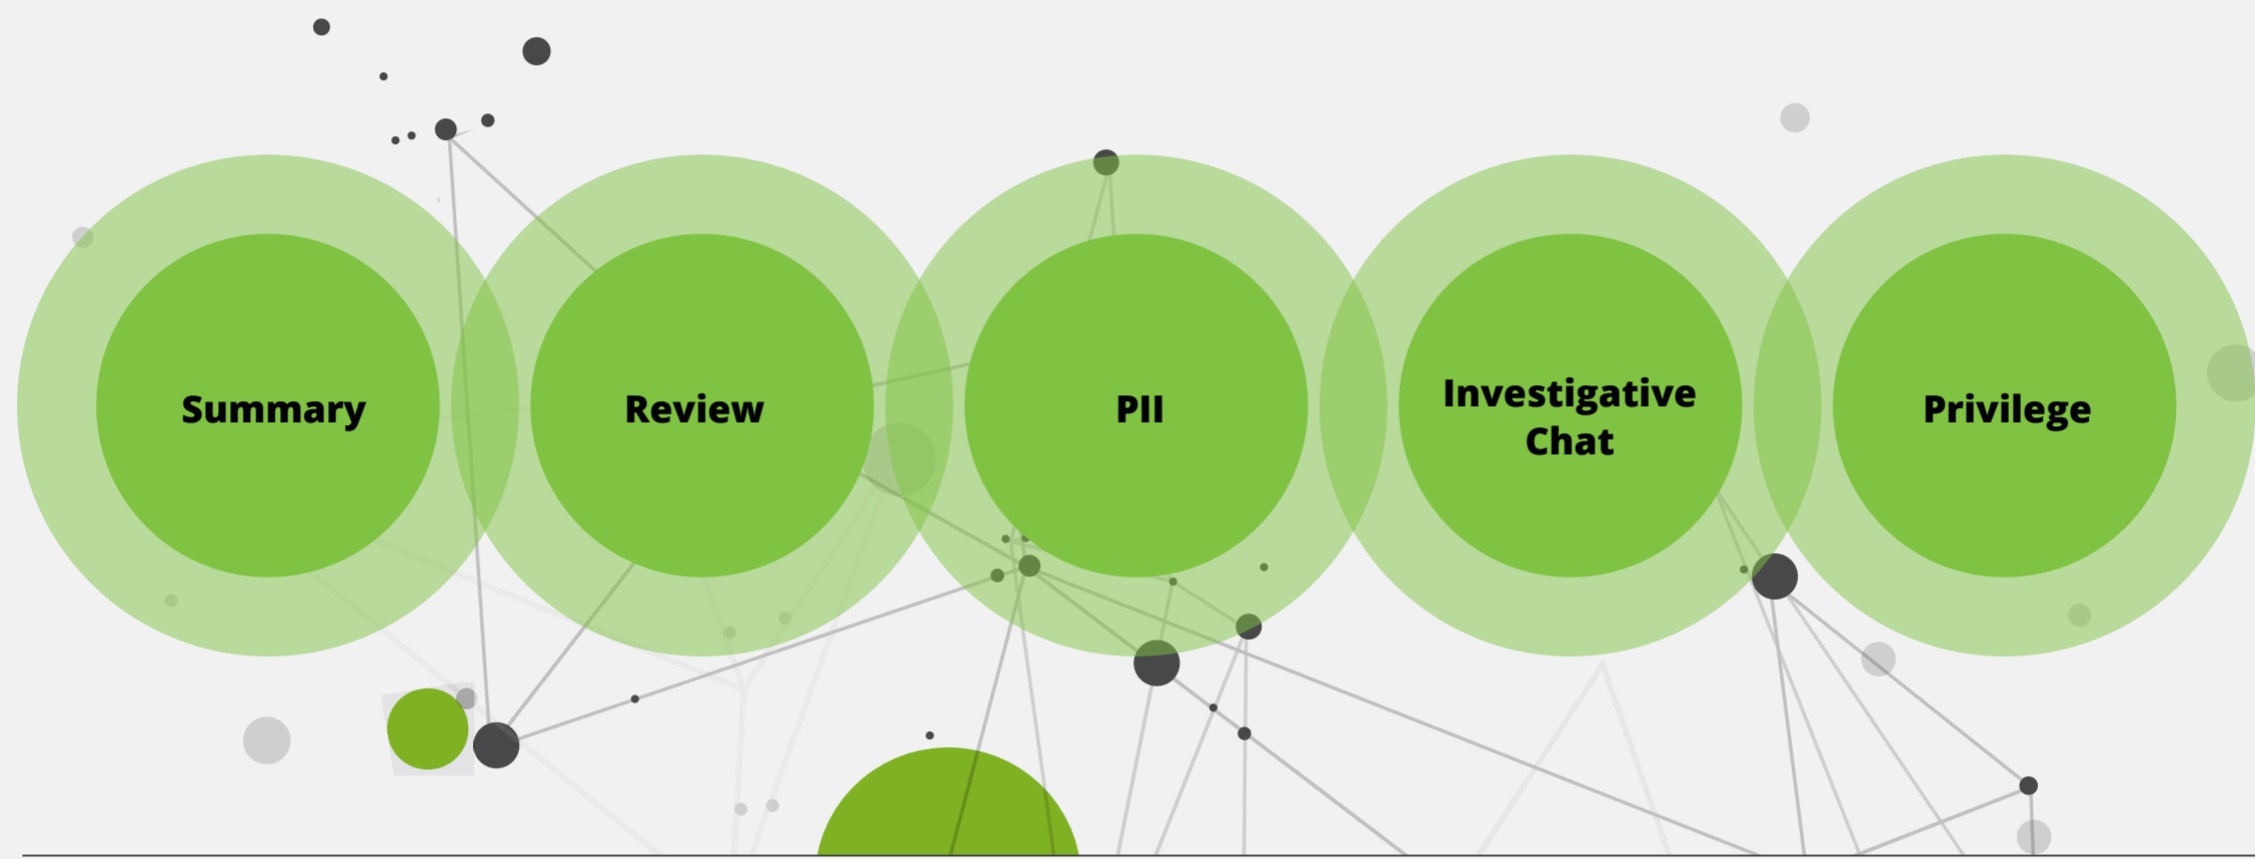 Summary
Review
PII
Investigative
Chat
Privilege